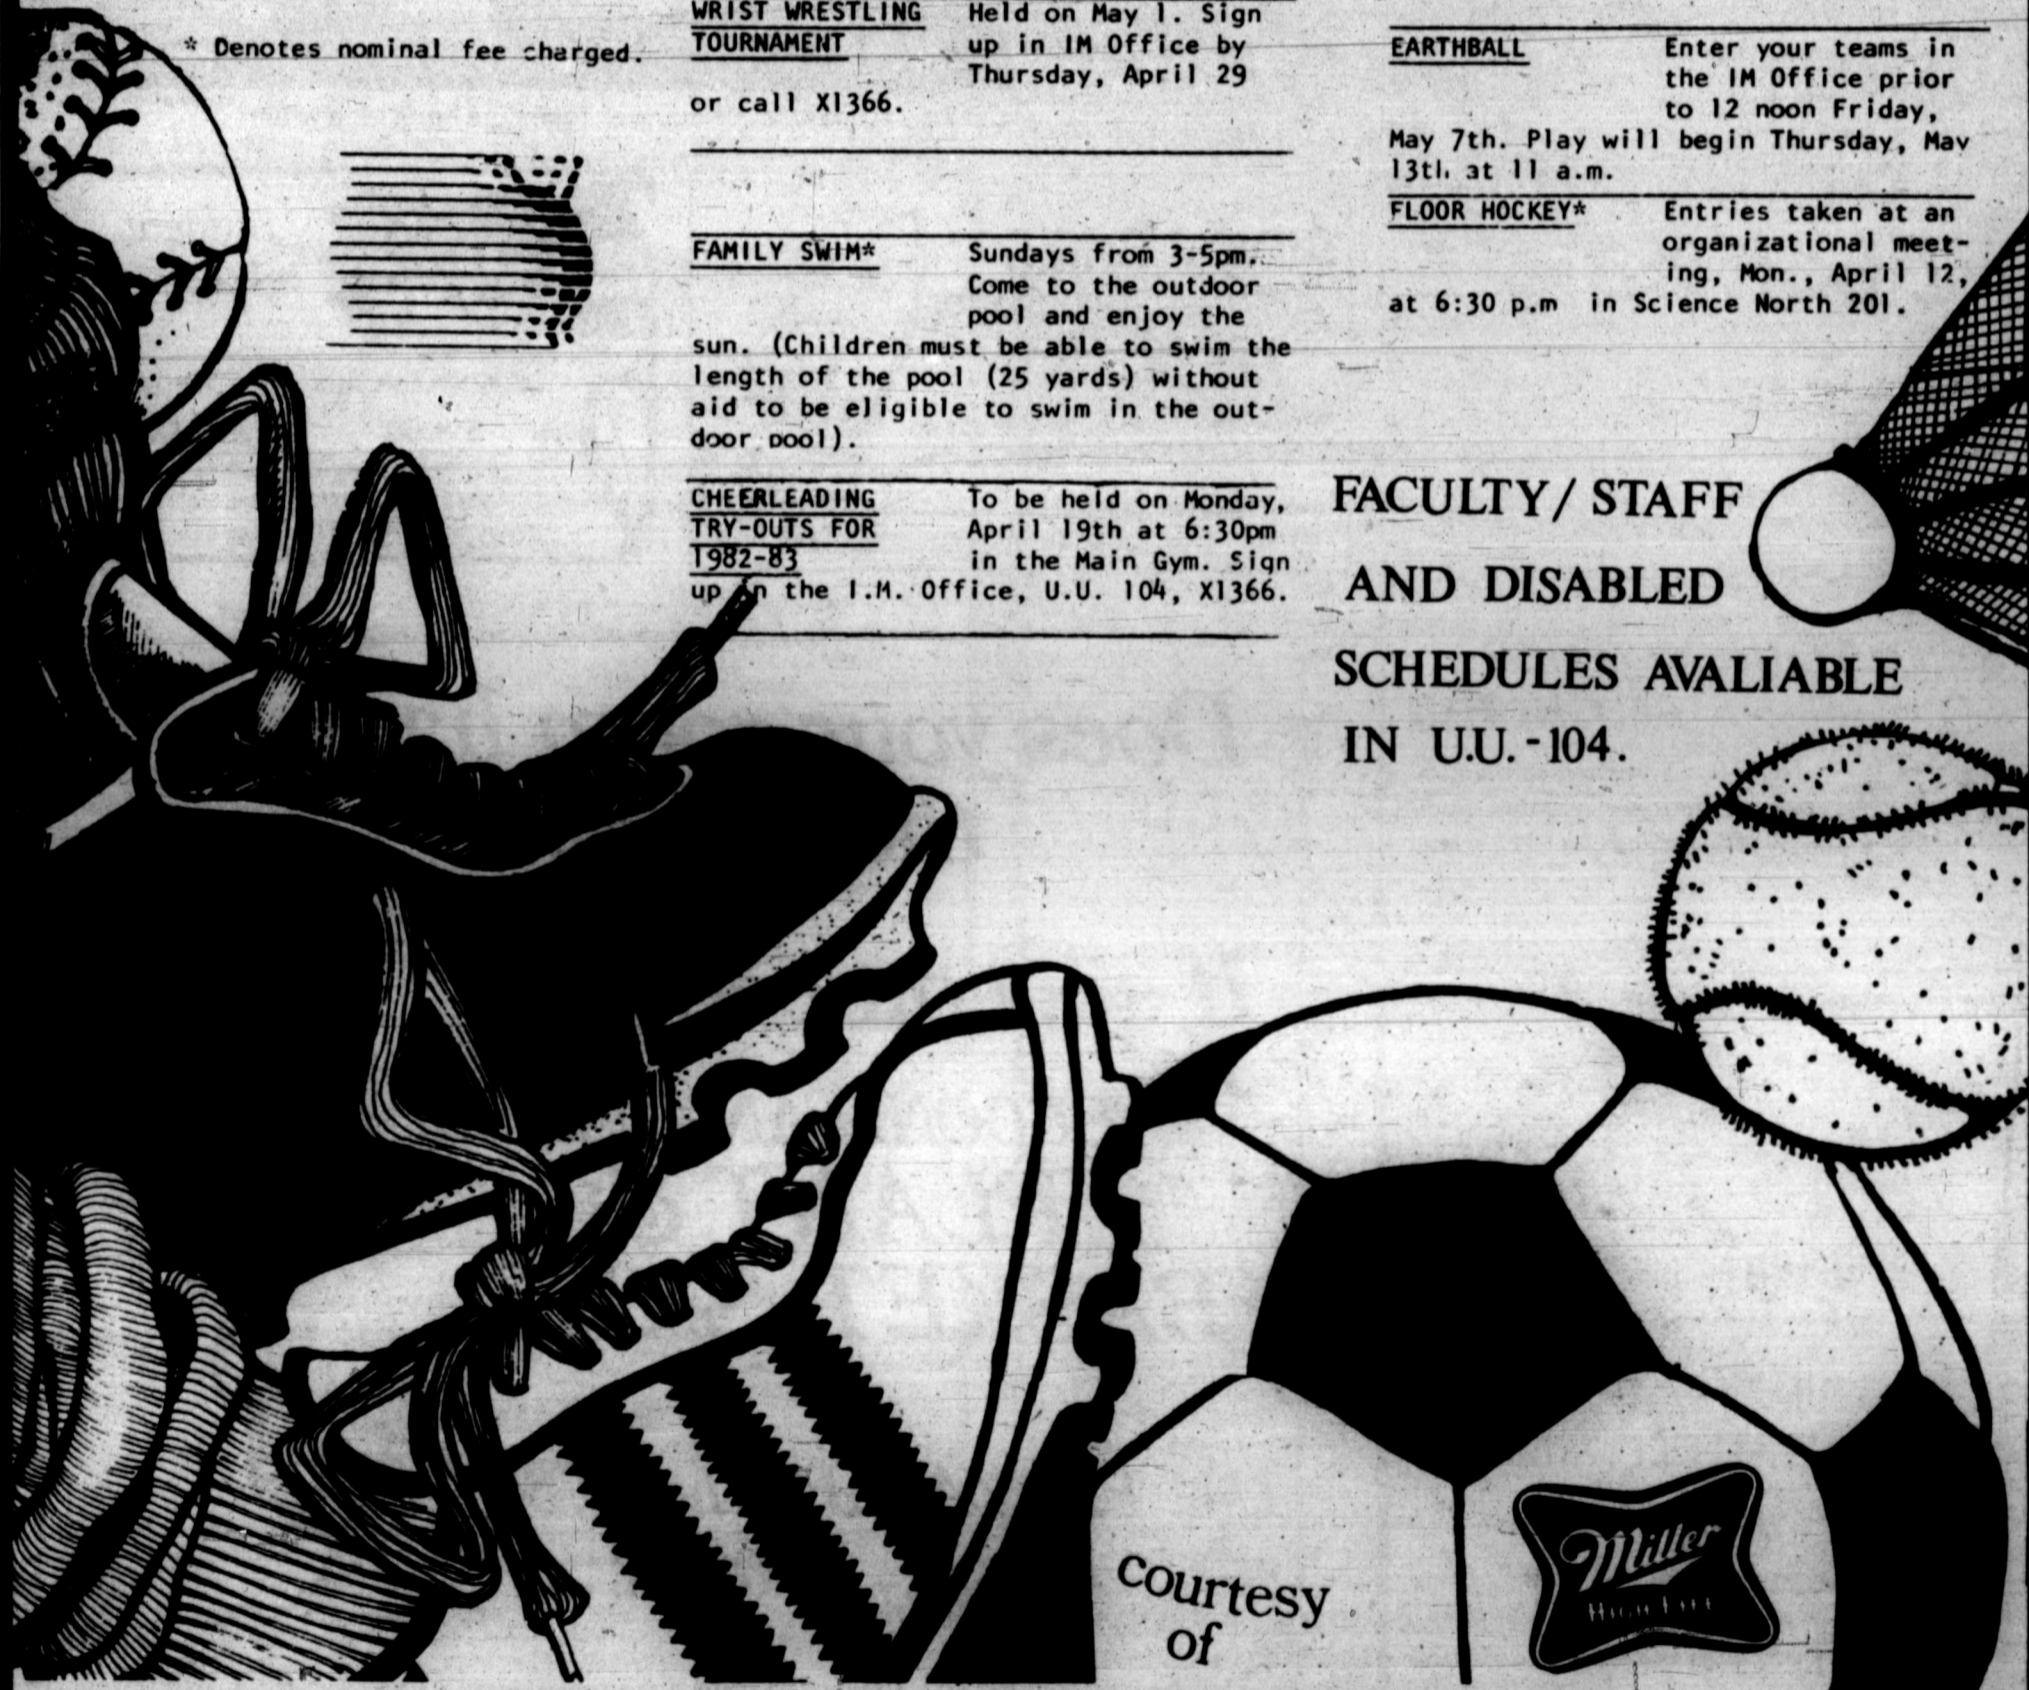 * Denotes nominal fee charged.
WRIST WRESTLING Held on May 1. Sign
TOURNAMENT up in IM Office by
Thursday, April 29
or call X1366.
FAMILY SWIM* Sundays from 3-5pm.
Come to the outdoor
pool and enjoy the
sun. (Children must be able to swim the
length of the pool (25 yards) without
aid to be eligible to swim in the out-
door pool).
CHEERLEADING To be held on Monday,
TRY-OUTS FOR April 19th at 6:30pm
1982-83 in the Main Gym. Sign
up in the I.M. Office, U.U. 104, X1366.
EARTHBALL Enter your teams in
the IM Office prior
to 12 noon Friday,
May 7th. Play will begin Thursday, May
13th at 11 a.m.
FLOOR HOCKEY* Entries taken at an
organizational meet-
ing, Mon., April 12,
at 6:30 p.m in Science North 201.
FACULTY/ STAFF
AND DISABLED
SCHEDULES AVALIABLE
IN U.U. -104.
courtesy
of
Miller
HIGH LIFE